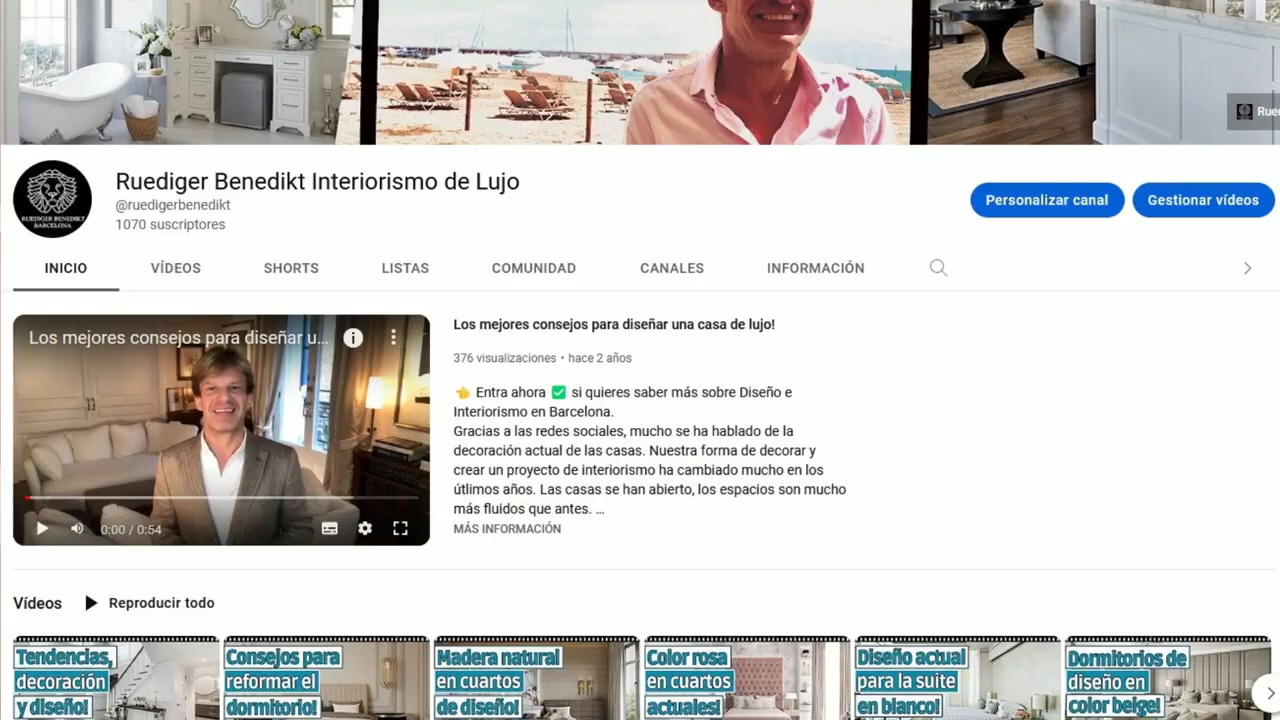 Rue
RUEDIGER BENEDIKT
BARCELONA
Ruediger Benedikt Interiorismo de Lujo
@ruedigerbenedikt
1070 suscriptores
Personalizar canal
Gestionar vídeos
INICIO
VÍDEOS
SHORTS
LISTAS
COMUNIDAD
CANALES
INFORMACIÓN
Los mejores consejos para diseñar u...
0:00 / 0:54
Los mejores consejos para diseñar una casa de lujo!
376 visualizaciones • hace 2 años
👉 Entra ahora ✅ si quieres saber más sobre Diseño e
Interiorismo en Barcelona.
Gracias a las redes sociales, mucho se ha hablado de la
decoración actual de las casas. Nuestra forma de decorar y
crear un proyecto de interiorismo ha cambiado mucho en los
útlimos años. Las casas se han abierto, los espacios son mucho
más fluidos que antes. ...
MÁS INFORMACIÓN
Vídeos
Reproducir todo
Tendencias,
decoración
y diseño!
Consejos para
reformar el
dormitorio!
Madera natural
en cuartos
de diseño!
Color rosa
en cuartos
actuales!
Diseño actual
para la suite
en blanco!
Dormitorios de
diseño en
color beige!